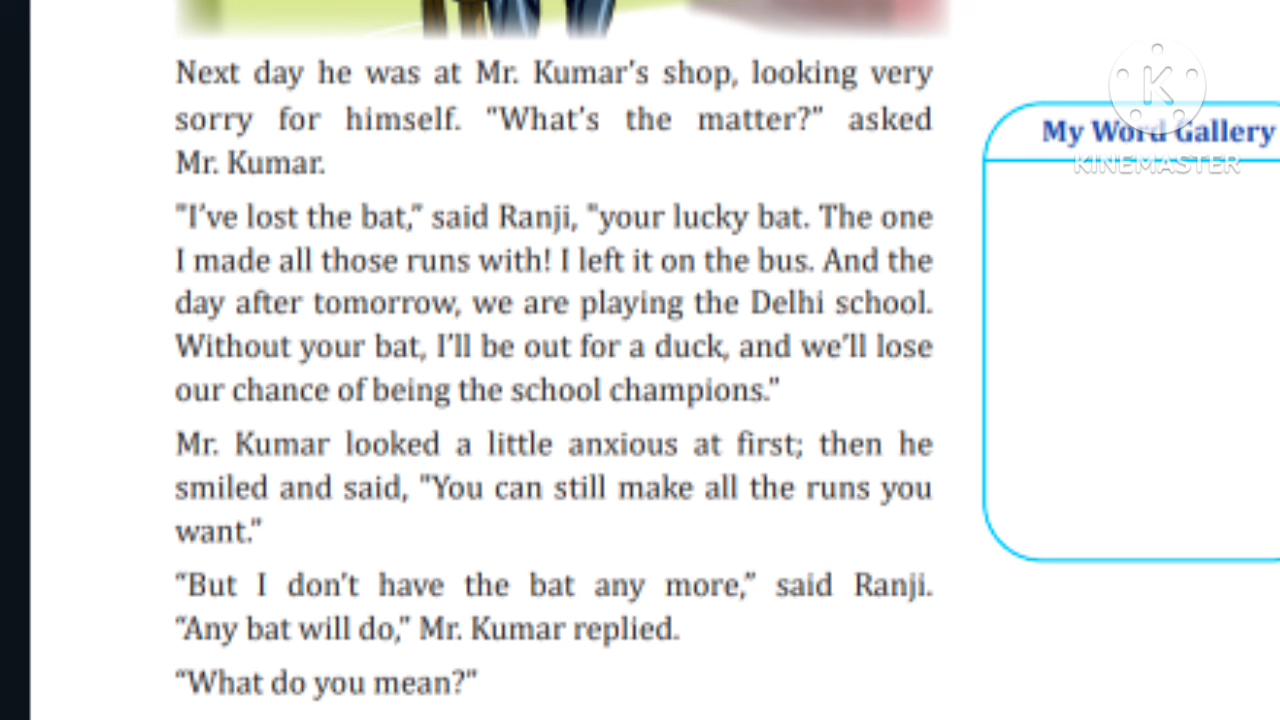 Next day he was at Mr. Kumar’s shop, looking very
sorry for himself. “What’s the matter?” asked
Mr. Kumar.
"I’ve lost the bat,” said Ranji, "your lucky bat. The one
I made all those runs with! I left it on the bus. And the
day after tomorrow, we are playing the Delhi school.
Without your bat, I’ll be out for a duck, and we’ll lose
our chance of being the school champions."
Mr. Kumar looked a little anxious at first; then he
smiled and said, "You can still make all the runs you
want."
“But I don’t have the bat any more,” said Ranji.
“Any bat will do,” Mr. Kumar replied.
“What do you mean?”
My Word Gallery
K
KINEMASTER